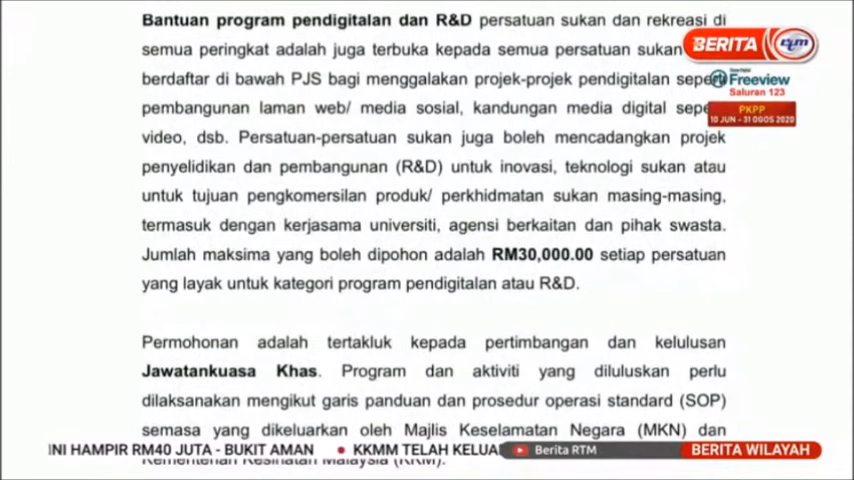 Bantuan program pendigitalan dan R&D persatuan sukan dan rekreasi di
semua peringkat adalah juga terbuka kepada semua persatuan sukan
berdaftar di bawah PJS bagi menggalakan projek-projek pendigitalan
pembangunan laman web/ media sosial, kandungan media digital
video, dsb. Persatuan-persatuan sukan juga boleh mencadangkan projek
penyelidikan dan pembangunan (R&D) untuk inovasi, teknologi sukan atau
untuk tujuan pengkomersilan produk/ perkhidmatan sukan masing-masing,
termasuk dengan kerjasama universiti, agensi berkaitan dan pihak swasta.
Jumlah maksima yang boleh dipohon adalah RM30,000.00 setiap persatuan
yang layak untuk kategori program pendigitalan atau R&D.
Permohonan adalah tertakluk kepada pertimbangan dan kelulusan
Jawatankuasa Khas. Program dan aktiviti yang diluluskan perlu
dilaksanakan mengikut garis panduan dan prosedur operasi standard (SOP)
semasa yang dikeluarkan oleh Majlis Keselamatan Negara (MKN) dan
Kementerian Kesihatan Malaysia (KKM).
BERITA rtm
Freeview
Saluran 123
PKPP
10 JUN - 31 OGOS 2020
INI HAMPIR RM40 JUTA - BUKIT AMAN • KKMM TELAH KELUA
Berita RTM
BERITA WILAYAH